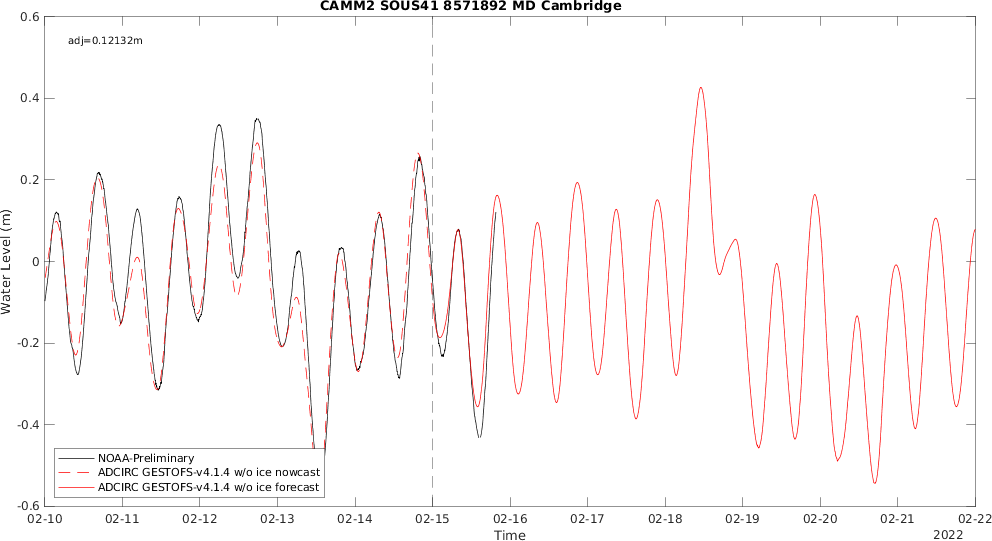 CAMM2 SOUS41 8571892 MD Cambridge
adj=0.12132m
0.6
0.4
0.2
0
-0.2
-0.4
-0.6
Water Level (m)
NOAA-Preliminary
ADCIRC GESTOFS-v4.1.4 w/o ice nowcast
ADCIRC GESTOFS-v4.1.4 w/o ice forecast
02-10 02-11 02-12 02-13 02-14 02-15 02-16 02-17 02-18 02-19 02-20 02-21 02-22
Time
2022